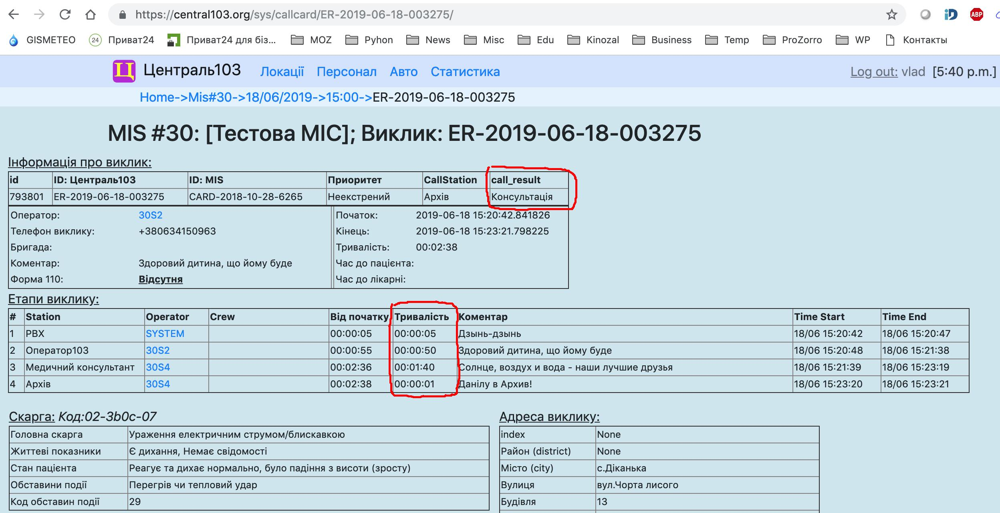 https://central103.org/sys/callcard/ER-2019-06-18-003275/
ABP
GISMETEO 24 Приват24 Приват24 для біз... MOZ Pyhon News Misc Edu Kinozal Business Temp ProZorro WP Контакты
Ц Централь103 Локації Персонал Авто Статистика Log out: vlad [5:40 p.m.]
Home->Mis#30->18/06/2019->15:00->ER-2019-06-18-003275
MIS #30: [Тестова МІС]; Виклик: ER-2019-06-18-003275
Інформація про виклик:
id ID: Централь103 ID: MIS Приоритет CallStation call_result
793801 ER-2019-06-18-003275 CARD-2018-10-28-6265 Неекстрений Архів Консультація
Оператор: 30S2 Початок: 2019-06-18 15:20:42.841826
Телефон виклику: +380634150963 Кінець: 2019-06-18 15:23:21.798225
Бригада: Тривалість: 00:02:38
Коментар: Здоровий дитина, що йому буде Час до пацієнта:
Форма 110: Відсутня Час до лікарні:
Етапи виклику:
# Station Operator Crew Від початку Тривалість Коментар Time Start Time End
1 PBX SYSTEM 00:00:05 00:00:05 Дзынь-дзынь 18/06 15:20:42 18/06 15:20:47
2 Оператор103 30S2 00:00:55 00:00:50 Здоровий дитина, що йому буде 18/06 15:20:48 18/06 15:21:38
3 Медичний консультант 30S4 00:02:36 00:01:40 Солнце, воздух и вода - наши лучшие друзья 18/06 15:21:39 18/06 15:23:19
4 Архів 30S4 00:02:38 00:00:01 Данілу в Архив! 18/06 15:23:20 18/06 15:23:21
Скарга: Код:02-3b0c-07
Головна скарга Ураження електричним струмом/блискавкою
Життеві показники Є дихання, Немає свідомості
Стан пацієнта Реагує та дихає нормально, було падіння з висоти (зросту)
Обставини події Перегрів чи тепловий удар
Код обставин події 29
Адреса виклику:
index None
Район (district) None
Місто (city) с.Діканька
Вулиця вул.Чорта лисого
Будівля 13